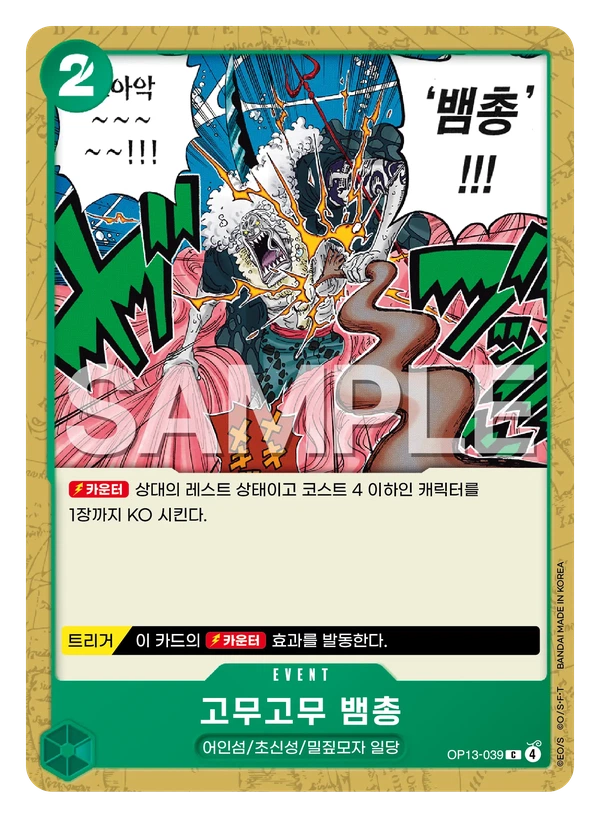 2
아악
~~~
~~!!!
‘뱀총’
!!!
SAMPLE
카운터 상대의 레스트 상태이고 코스트 4 이하인 캐릭터를
1장까지 KO 시킨다.
트리거 이 카드의 카운터 효과를 발동한다.
EVENT
고무고무 뱀총
어인섬/초신성/밀짚모자 일당
OP13-039 C 4
©EO/S ©O/S·F·T BANDAI MADE IN KOREA